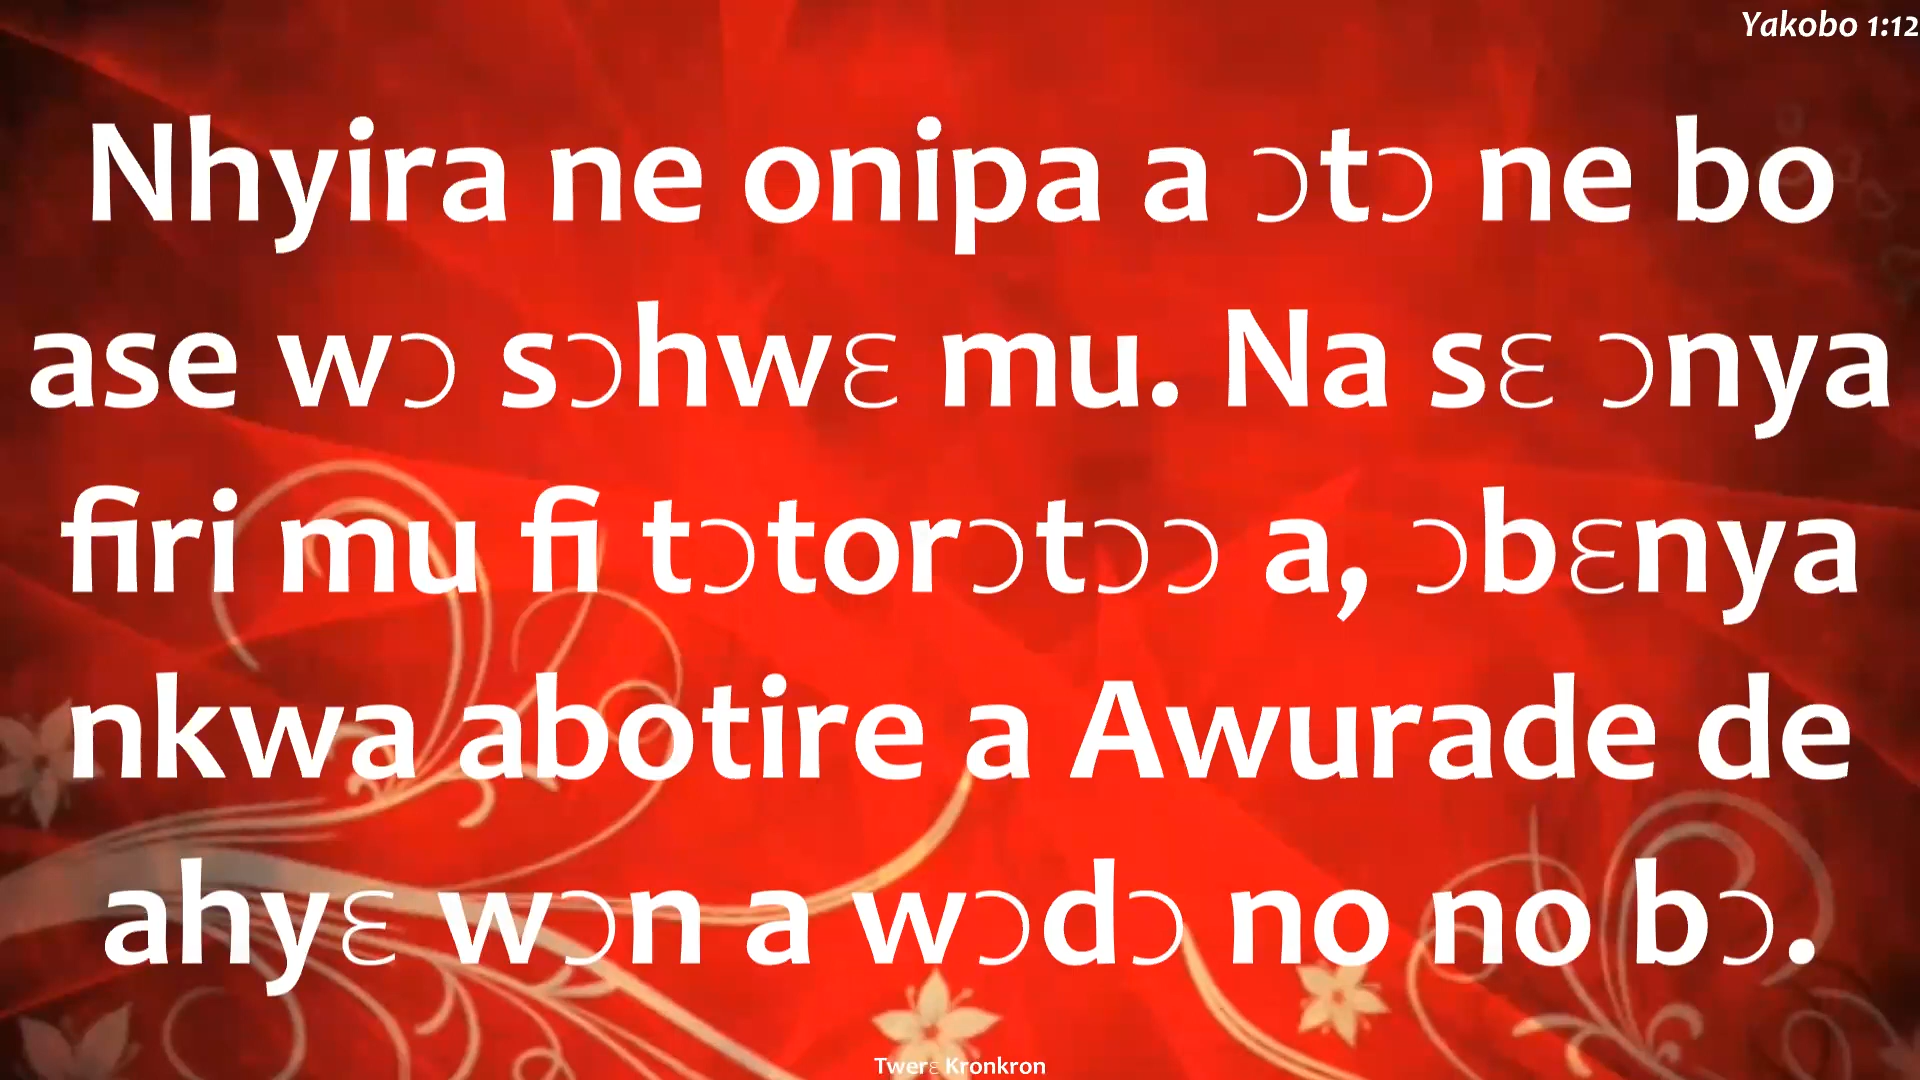 Yakobo 1:12
Nhyira ne onipa a ɔtɔ ne bo
ase wɔ sɔhwɛ mu. Na sɛ ɔnya
firi mu fi tɔtorɔtɔɔ a, ɔbɛnya
nkwa abotire a Awurade de
ahyɛ wɔn a wɔdɔ no no bɔ.
Twerɛ Kronkron